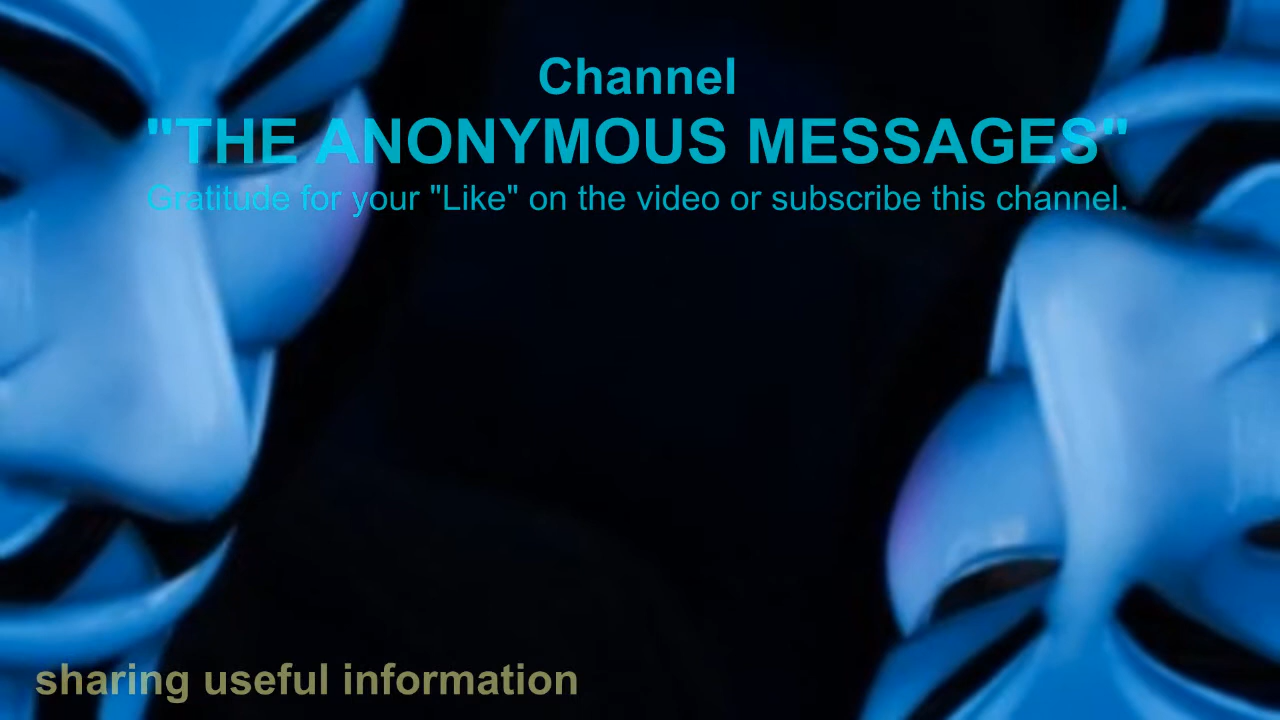 Channel
"THE ANONYMOUS MESSAGES"
Gratitude for your "Like" on the video or subscribe this channel.
sharing useful information